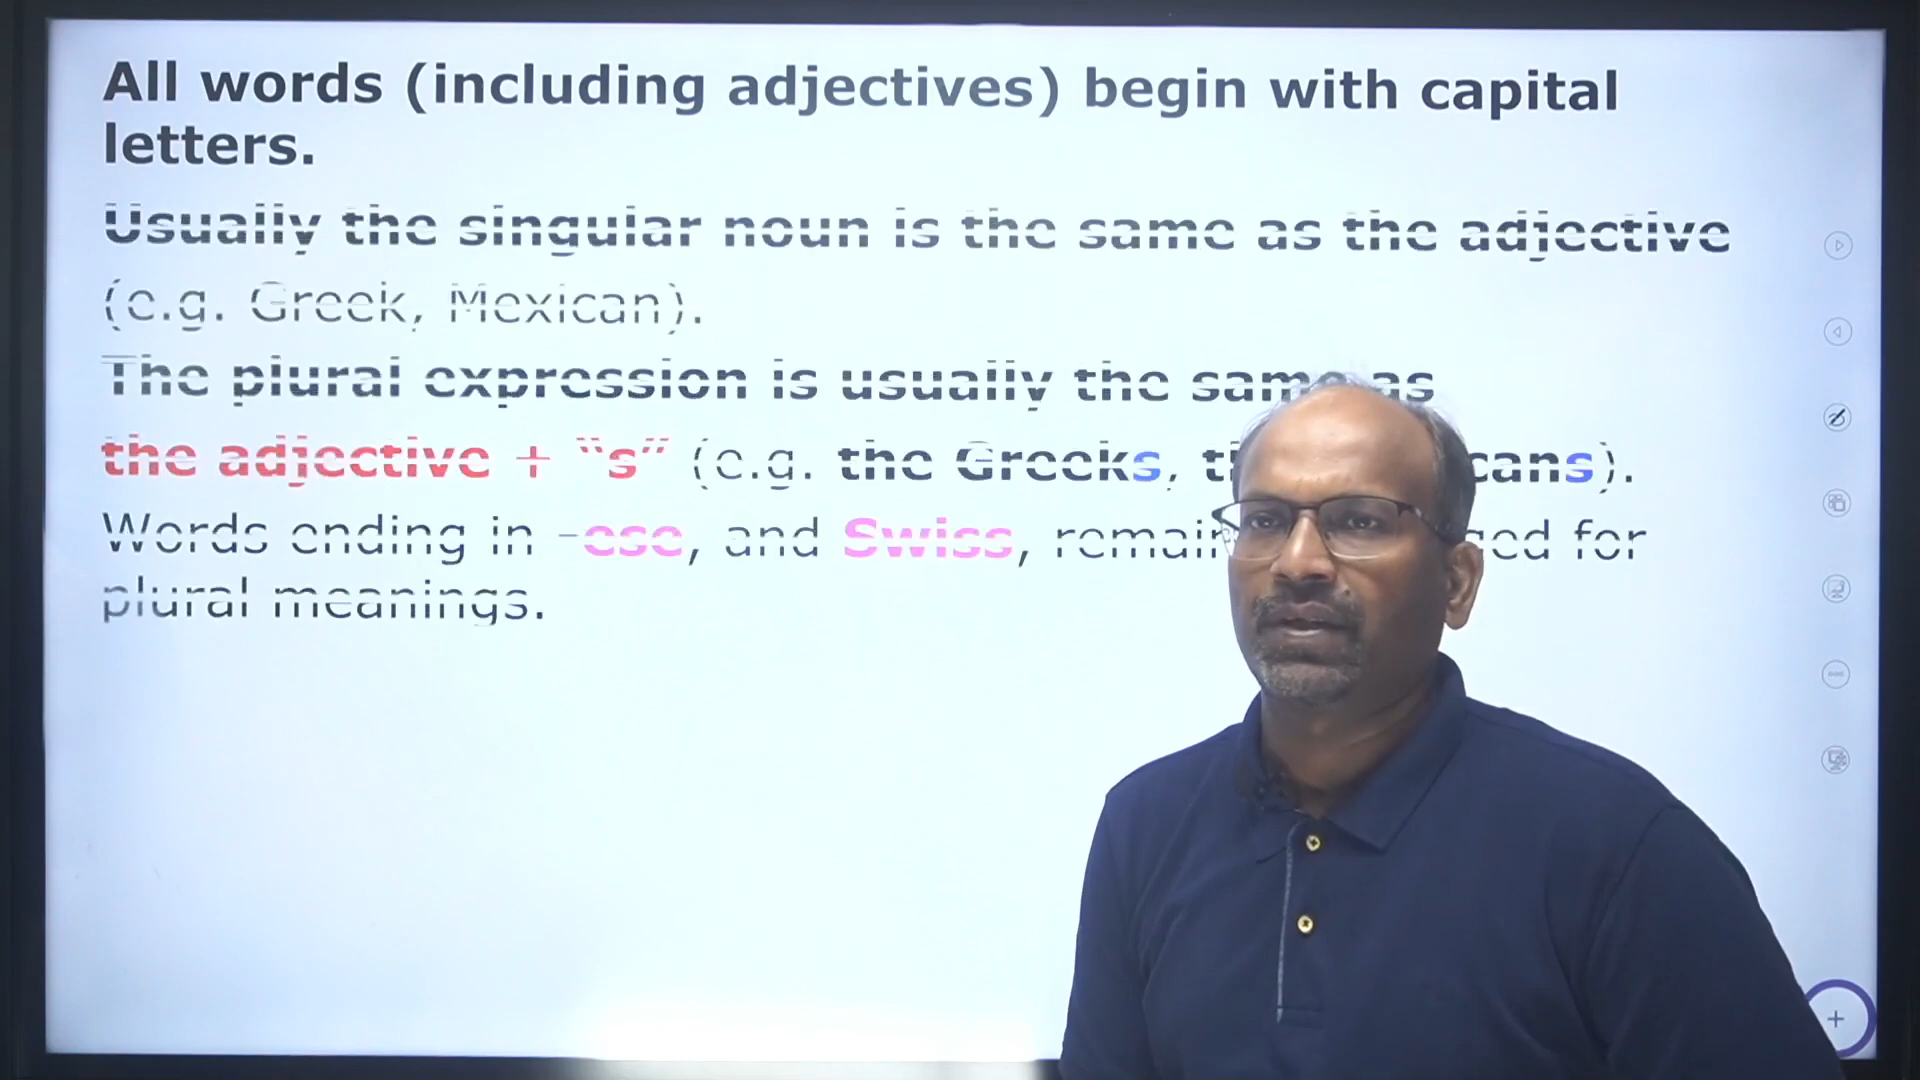 All words (including adjectives) begin with capital
letters.
Usually the singular noun is the same as the adjective
(e.g. Greek, Mexican).
The plural expression is usually the same as
the adjective + “s” (e.g. the Greeks, cans).
Words ending in -ese, and Swiss, remain for
plural meanings.